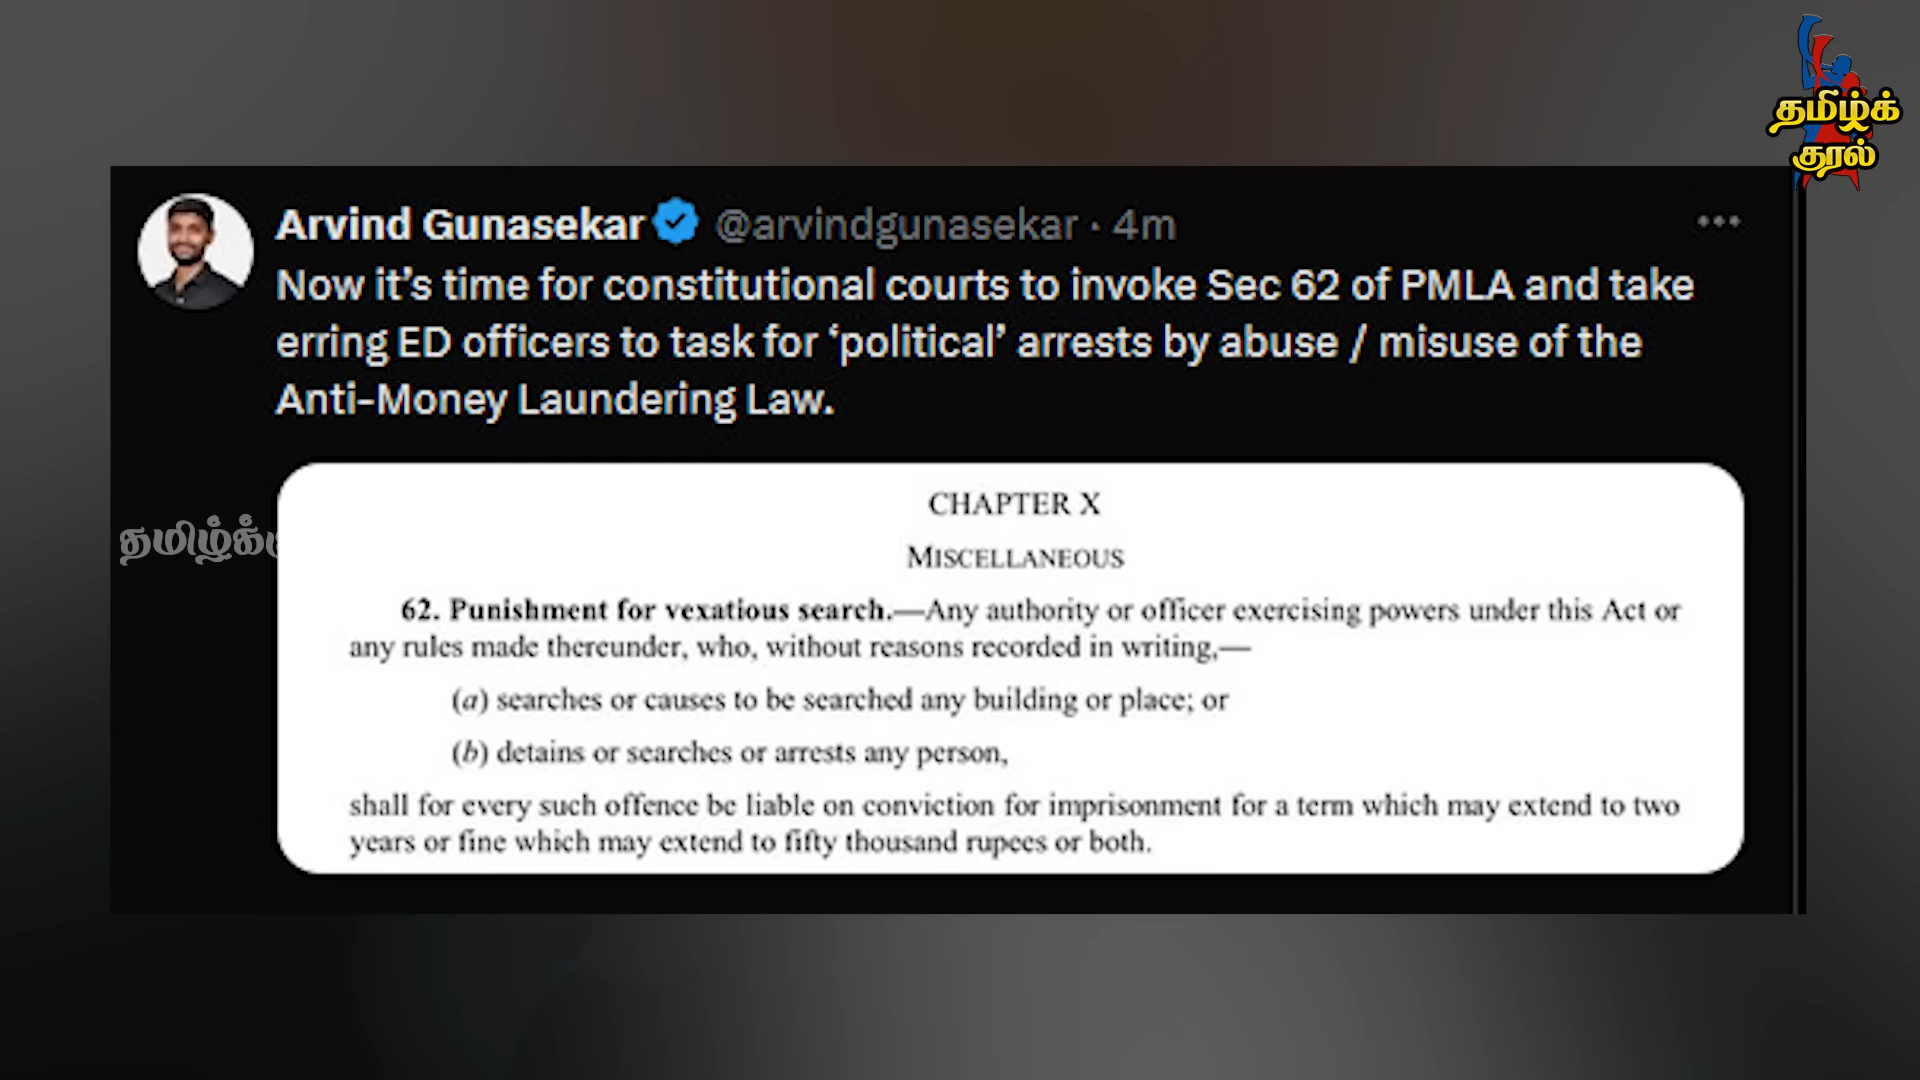 தமிழ்க்
குரல்
Arvind Gunasekar @arvindgunasekar · 4m
Now it’s time for constitutional courts to invoke Sec 62 of PMLA and take
erring ED officers to task for ‘political’ arrests by abuse / misuse of the
Anti-Money Laundering Law.
தமிழ்க்கு
CHAPTER X
MISCELLANEOUS
62. Punishment for vexatious search.—Any authority or officer exercising powers under this Act or
any rules made thereunder, who, without reasons recorded in writing,—
(a) searches or causes to be searched any building or place; or
(b) detains or searches or arrests any person,
shall for every such offence be liable on conviction for imprisonment for a term which may extend to two
years or fine which may extend to fifty thousand rupees or both.